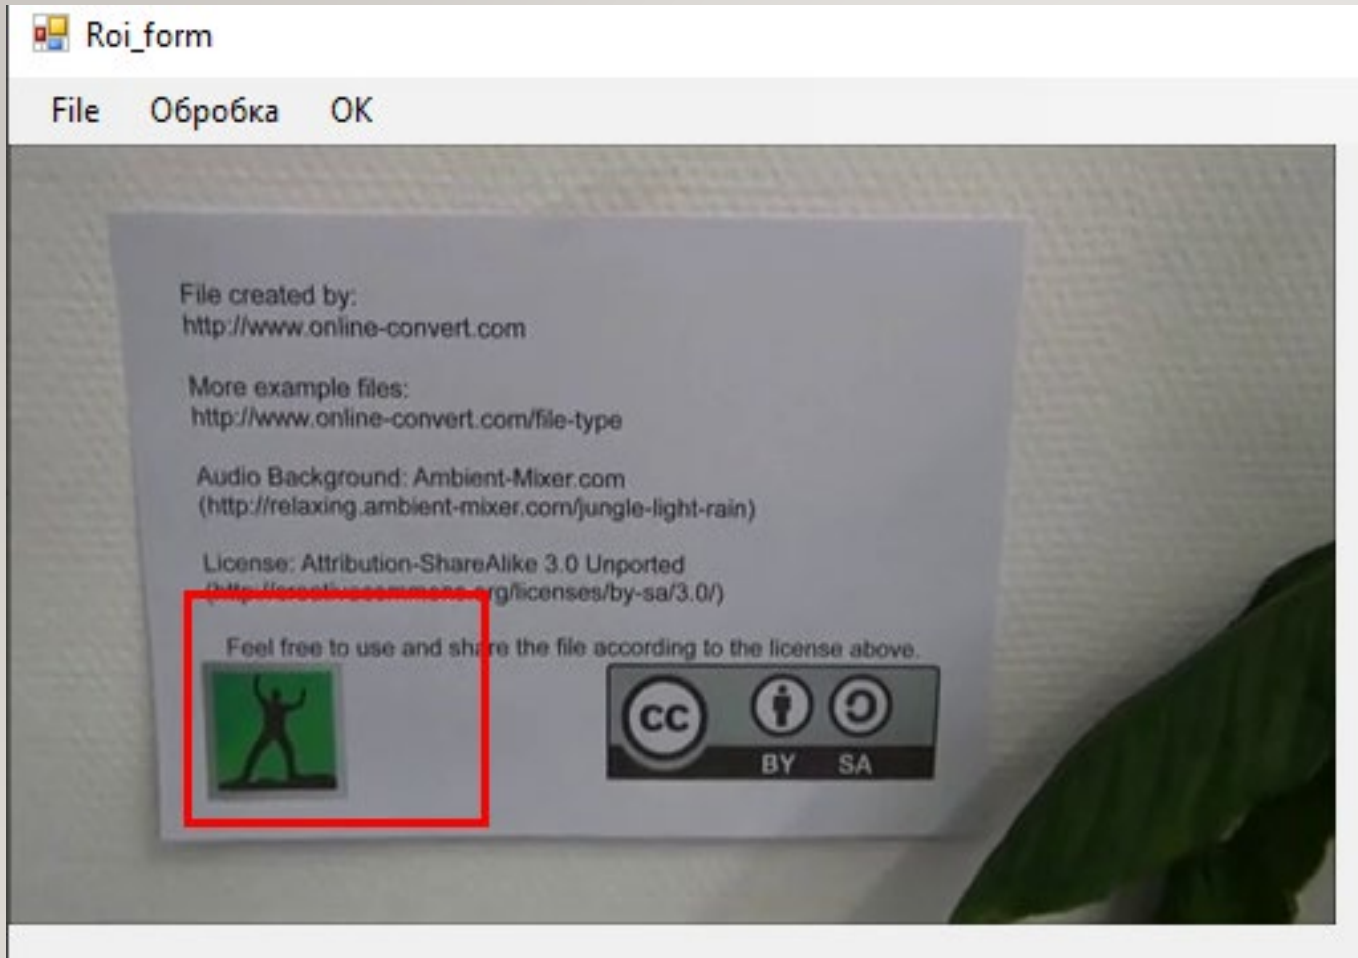 Roi_form
File Обробка OK
File created by:
http://www.online-convert.com
More example files:
http://www.online-convert.com/file-type
Audio Background: Ambient-Mixer.com
(http://relaxing.ambient-mixer.com/jungle-light-rain)
License: Attribution-ShareAlike 3.0 Unported
(http://creativecommons.org/licenses/by-sa/3.0/)
Feel free to use and share the file according to the license above.
CC BY SA